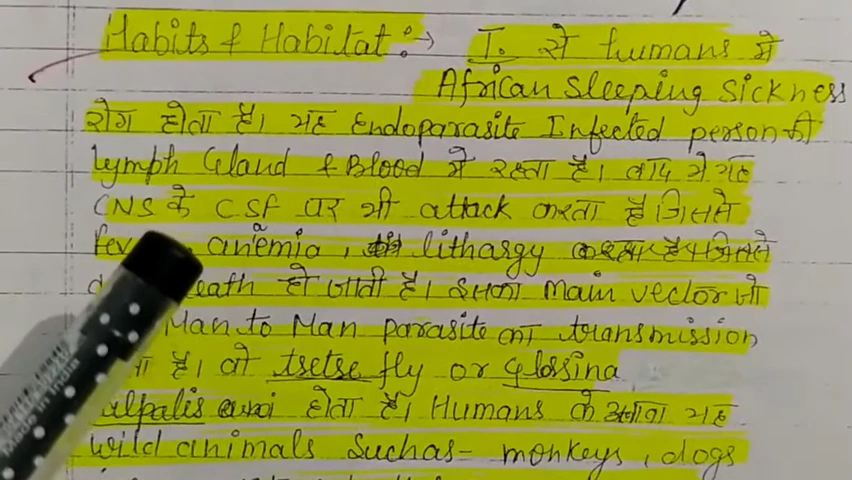 Habits & Habitat :→ T. से humans में
African Sleeping Sickness
रोग होता है। यह Endoparasite Infected person की
lymph Gland & Blood में रहता है। बाद में यह
CNS के CSF पर भी attack करता है जिससे
anemia, lithargy जिससे
eath हो जाती है। इसका main vector जो
Man to Man parasite का transmission
है। वो tsetse fly or Glossina
palpalis होता है। Humans के अलावा यह
wild animals Such as - monkeys, dogs